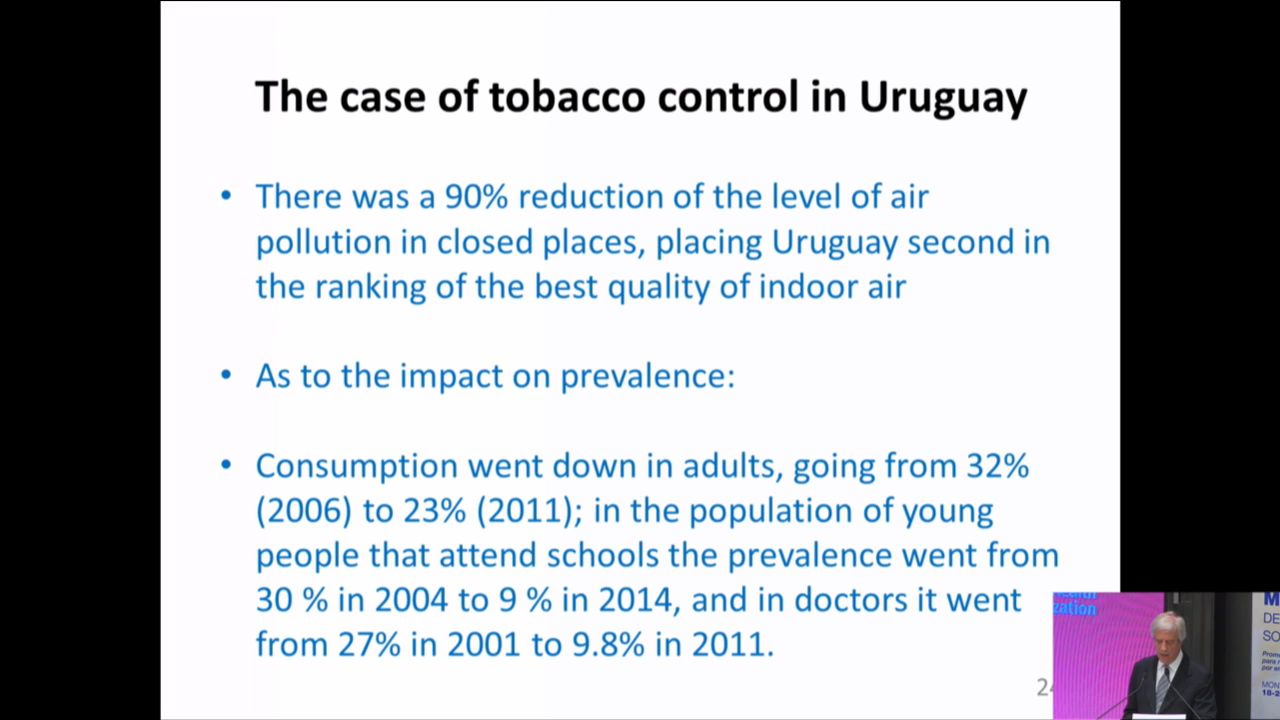 The case of tobacco control in Uruguay
• There was a 90% reduction of the level of air
pollution in closed places, placing Uruguay second in
the ranking of the best quality of indoor air
• As to the impact on prevalence:
• Consumption went down in adults, going from 32%
(2006) to 23% (2011); in the population of young
people that attend schools the prevalence went from
30 % in 2004 to 9 % in 2014, and in doctors it went
from 27% in 2001 to 9.8% in 2011.